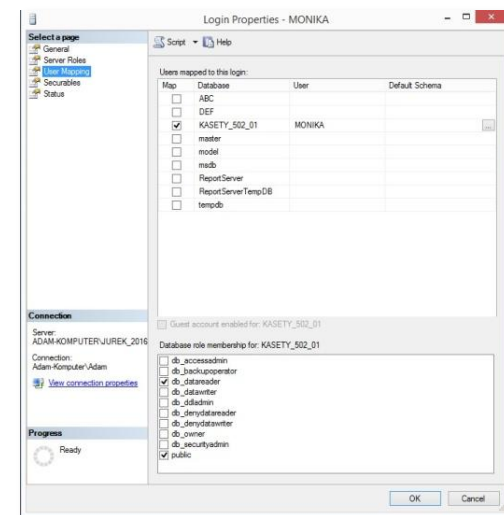 Login Properties - MONIKA
Select a page
General
Server Roles
User Mapping
Securables
Status
Script Help
Users mapped to this login:
Map Database User Default Schema
ABC
DEF
KASETY_502_01 MONIKA ...
master
model
msdb
ReportServer
ReportServerTempDB
tempdb
Guest account enabled for: KASETY_502_01
Database role membership for: KASETY_502_01
db_accessadmin
db_backupoperator
db_datareader
db_datawriter
db_ddladmin
db_denydatareader
db_denydatawriter
db_owner
db_securityadmin
public
Connection
Server:
ADAM-KOMPUTER\JUREK_2016
Connection:
Adam-Komputer\Adam
View connection properties
Progress
Ready
OK Cancel